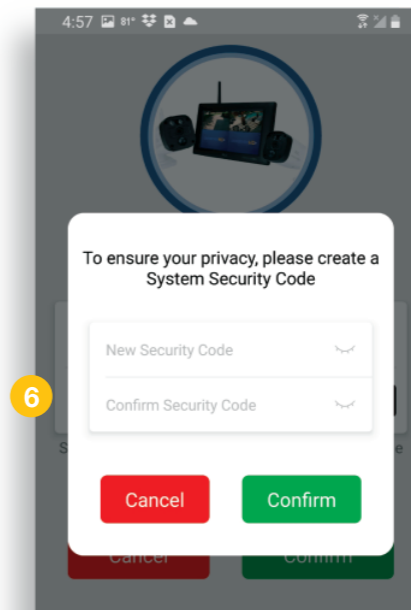 4:57 81°
To ensure your privacy, please create a
System Security Code
New Security Code
6
Confirm Security Code
S e
Cancel Confirm
Cancel Confirm